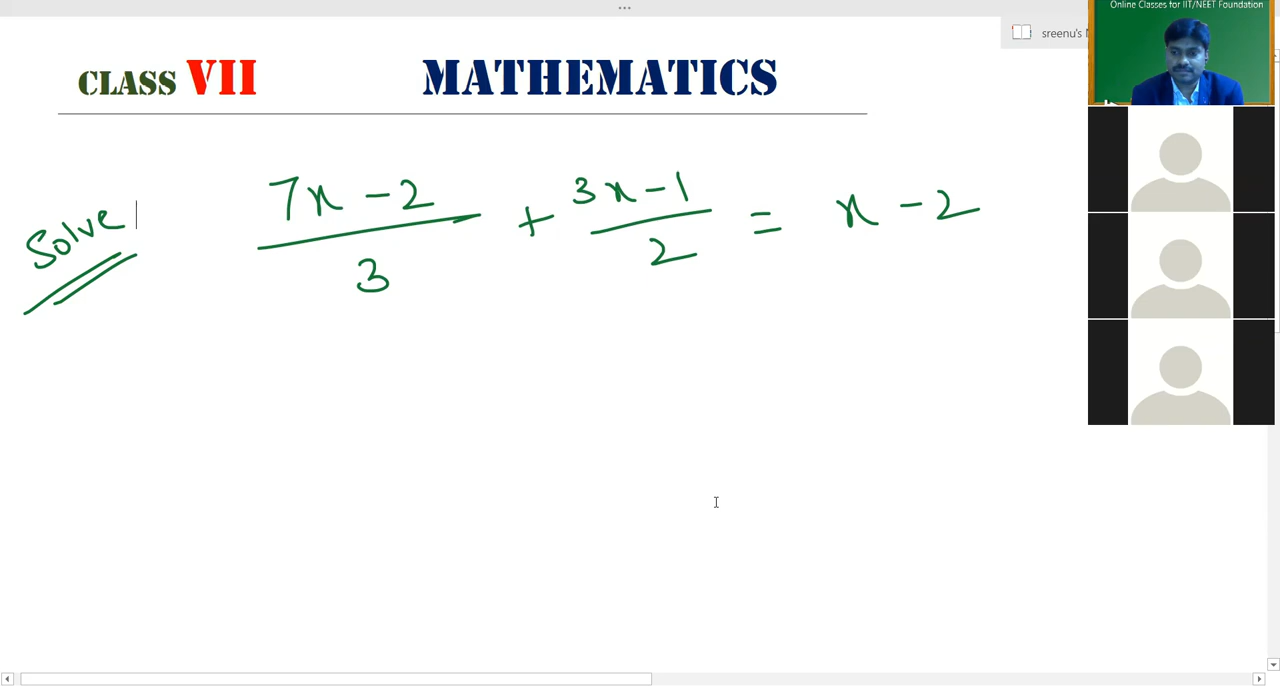 Online Classes for IIT/NEET Foundation
sreenu's
CLASS VII MATHEMATICS
Solve (7x - 2)/3 + (3x - 1)/2 = x - 2